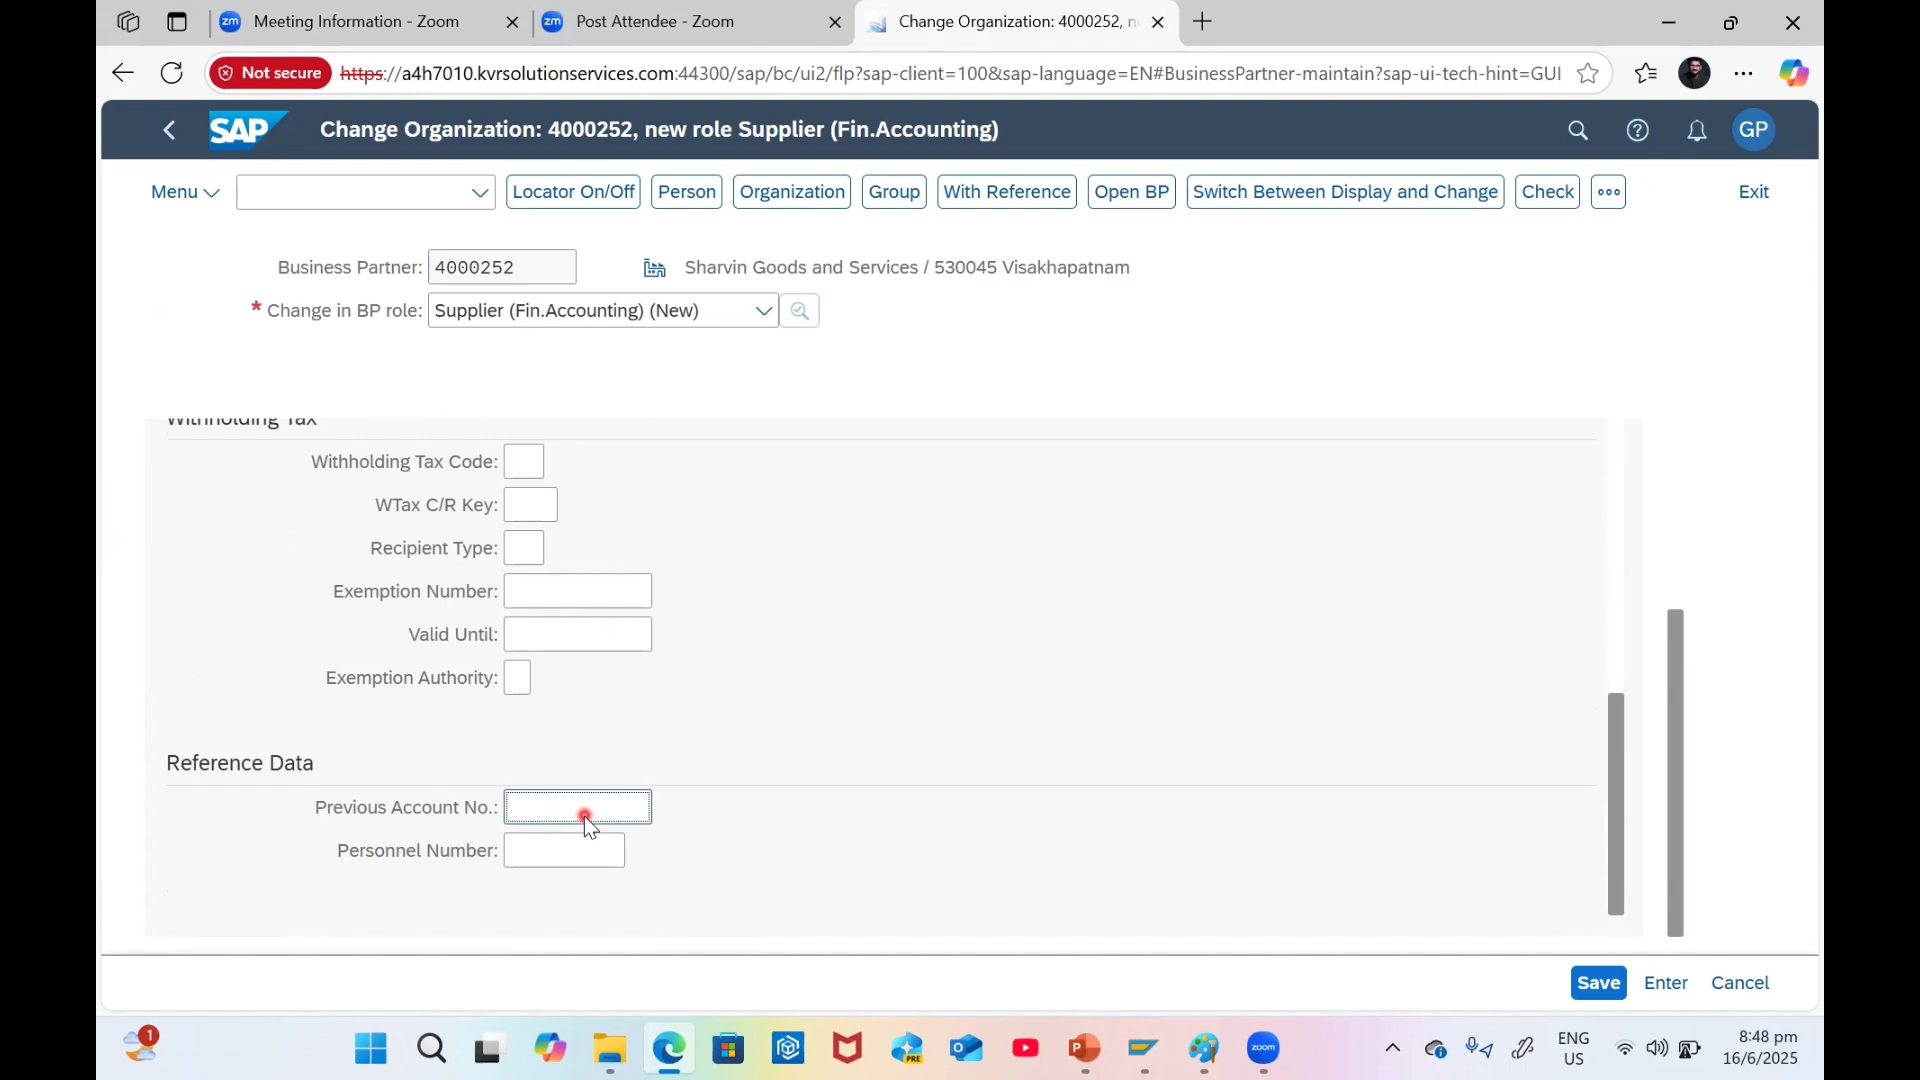 Meeting Information - Zoom
Post Attendee - Zoom
Change Organization: 4000252, n
Not secure
https://a4h7010.kvrsolutionservices.com:44300/sap/bc/ui2/flp?sap-client=100&sap-language=EN#BusinessPartner-maintain?sap-ui-tech-hint=GUI
SAP
Change Organization: 4000252, new role Supplier (Fin.Accounting)
GP
Menu
Locator On/Off
Person
Organization
Group
With Reference
Open BP
Switch Between Display and Change
Check
Exit
Business Partner: 4000252
Sharvin Goods and Services / 530045 Visakhapatnam
* Change in BP role: Supplier (Fin.Accounting) (New)
Withholding Tax
Withholding Tax Code:
WTax C/R Key:
Recipient Type:
Exemption Number:
Valid Until:
Exemption Authority:
Reference Data
Previous Account No.:
Personnel Number:
Save
Enter
Cancel
1
PRE
zoom
ENG
US
8:48 pm
16/6/2025